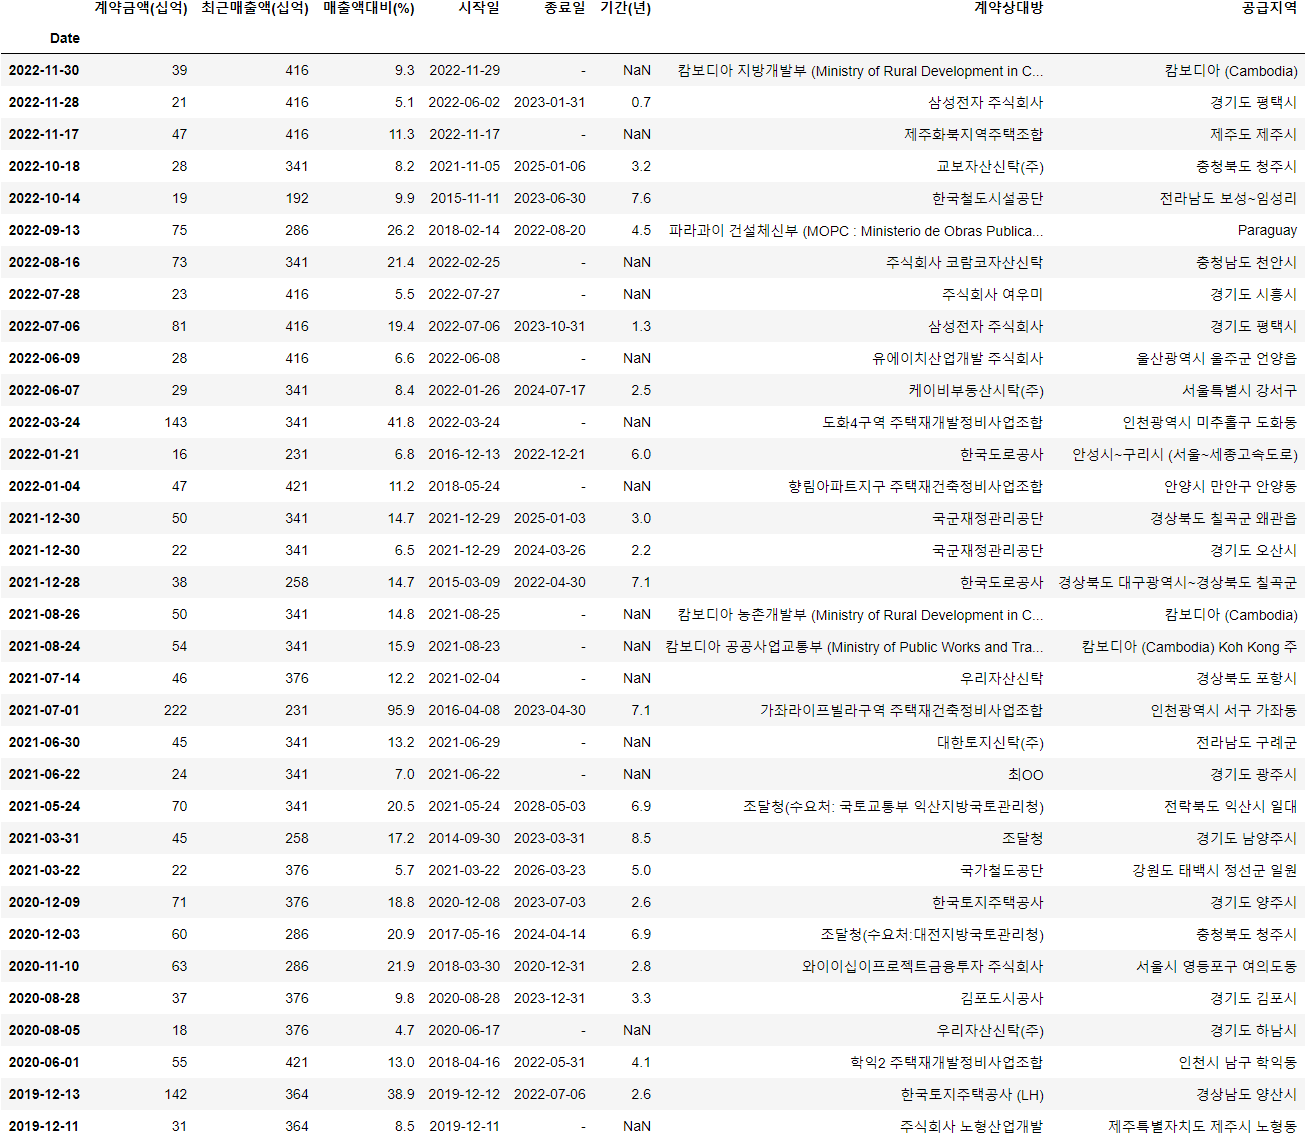 계약금액(십억) 최근매출액(십억) 매출액대비(%) 시작일 종료일 기간(년) 계약상대방 공급지역
Date
2022-11-30 39 416 9.3 2022-11-29 - NaN 캄보디아 지방개발부 (Ministry of Rural Development in C... 캄보디아 (Cambodia)
2022-11-28 21 416 5.1 2022-06-02 2023-01-31 0.7 삼성전자 주식회사 경기도 평택시
2022-11-17 47 416 11.3 2022-11-17 - NaN 제주화북지역주택조합 제주도 제주시
2022-10-18 28 341 8.2 2021-11-05 2025-01-06 3.2 교보자산신탁(주) 충청북도 청주시
2022-10-14 19 192 9.9 2015-11-11 2023-06-30 7.6 한국철도시설공단 전라남도 보성~임성리
2022-09-13 75 286 26.2 2018-02-14 2022-08-20 4.5 파라과이 건설체신부 (MOPC : Ministerio de Obras Publica... Paraguay
2022-08-16 73 341 21.4 2022-02-25 - NaN 주식회사 코람코자산신탁 충청남도 천안시
2022-07-28 23 416 5.5 2022-07-27 - NaN 주식회사 여우미 경기도 시흥시
2022-07-06 81 416 19.4 2022-07-06 2023-10-31 1.3 삼성전자 주식회사 경기도 평택시
2022-06-09 28 416 6.6 2022-06-08 - NaN 유에이치산업개발 주식회사 울산광역시 울주군 언양읍
2022-06-07 29 341 8.4 2022-01-26 2024-07-17 2.5 케이비부동산시탁(주) 서울특별시 강서구
2022-03-24 143 341 41.8 2022-03-24 - NaN 도화4구역 주택재개발정비사업조합 인천광역시 미추홀구 도화동
2022-01-21 16 231 6.8 2016-12-13 2022-12-21 6.0 한국도로공사 안성시~구리시 (서울~세종고속도로)
2022-01-04 47 421 11.2 2018-05-24 - NaN 향림아파트지구 주택재건축정비사업조합 안양시 만안구 안양동
2021-12-30 50 341 14.7 2021-12-29 2025-01-03 3.0 국군재정관리공단 경상북도 칠곡군 왜관읍
2021-12-30 22 341 6.5 2021-12-29 2024-03-26 2.2 국군재정관리공단 경기도 오산시
2021-12-28 38 258 14.7 2015-03-09 2022-04-30 7.1 한국도로공사 경상북도 대구광역시~경상북도 칠곡군
2021-08-26 50 341 14.8 2021-08-25 - NaN 캄보디아 농촌개발부 (Ministry of Rural Development in C... 캄보디아 (Cambodia)
2021-08-24 54 341 15.9 2021-08-23 - NaN 캄보디아 공공사업교통부 (Ministry of Public Works and Tra... 캄보디아 (Cambodia) Koh Kong 주
2021-07-14 46 376 12.2 2021-02-04 - NaN 우리자산신탁 경상북도 포항시
2021-07-01 222 231 95.9 2016-04-08 2023-04-30 7.1 가좌라이프빌라구역 주택재건축정비사업조합 인천광역시 서구 가좌동
2021-06-30 45 341 13.2 2021-06-29 - NaN 대한토지신탁(주) 전라남도 구례군
2021-06-22 24 341 7.0 2021-06-22 - NaN 최OO 경기도 광주시
2021-05-24 70 341 20.5 2021-05-24 2028-05-03 6.9 조달청(수요처: 국토교통부 익산지방국토관리청) 전락북도 익산시 일대
2021-03-31 45 258 17.2 2014-09-30 2023-03-31 8.5 조달청 경기도 남양주시
2021-03-22 22 376 5.7 2021-03-22 2026-03-23 5.0 국가철도공단 강원도 태백시 정선군 일원
2020-12-09 71 376 18.8 2020-12-08 2023-07-03 2.6 한국토지주택공사 경기도 양주시
2020-12-03 60 286 20.9 2017-05-16 2024-04-14 6.9 조달청(수요처:대전지방국토관리청) 충청북도 청주시
2020-11-10 63 286 21.9 2018-03-30 2020-12-31 2.8 와이이십이프로젝트금융투자 주식회사 서울시 영등포구 여의도동
2020-08-28 37 376 9.8 2020-08-28 2023-12-31 3.3 김포도시공사 경기도 김포시
2020-08-05 18 376 4.7 2020-06-17 - NaN 우리자산신탁(주) 경기도 하남시
2020-06-01 55 421 13.0 2018-04-16 2022-05-31 4.1 학익2 주택재개발정비사업조합 인천시 남구 학익동
2019-12-13 142 364 38.9 2019-12-12 2022-07-06 2.6 한국토지주택공사 (LH) 경상남도 양산시
2019-12-11 31 364 8.5 2019-12-11 - NaN 주식회사 노형산업개발 제주특별자치도 제주시 노형동